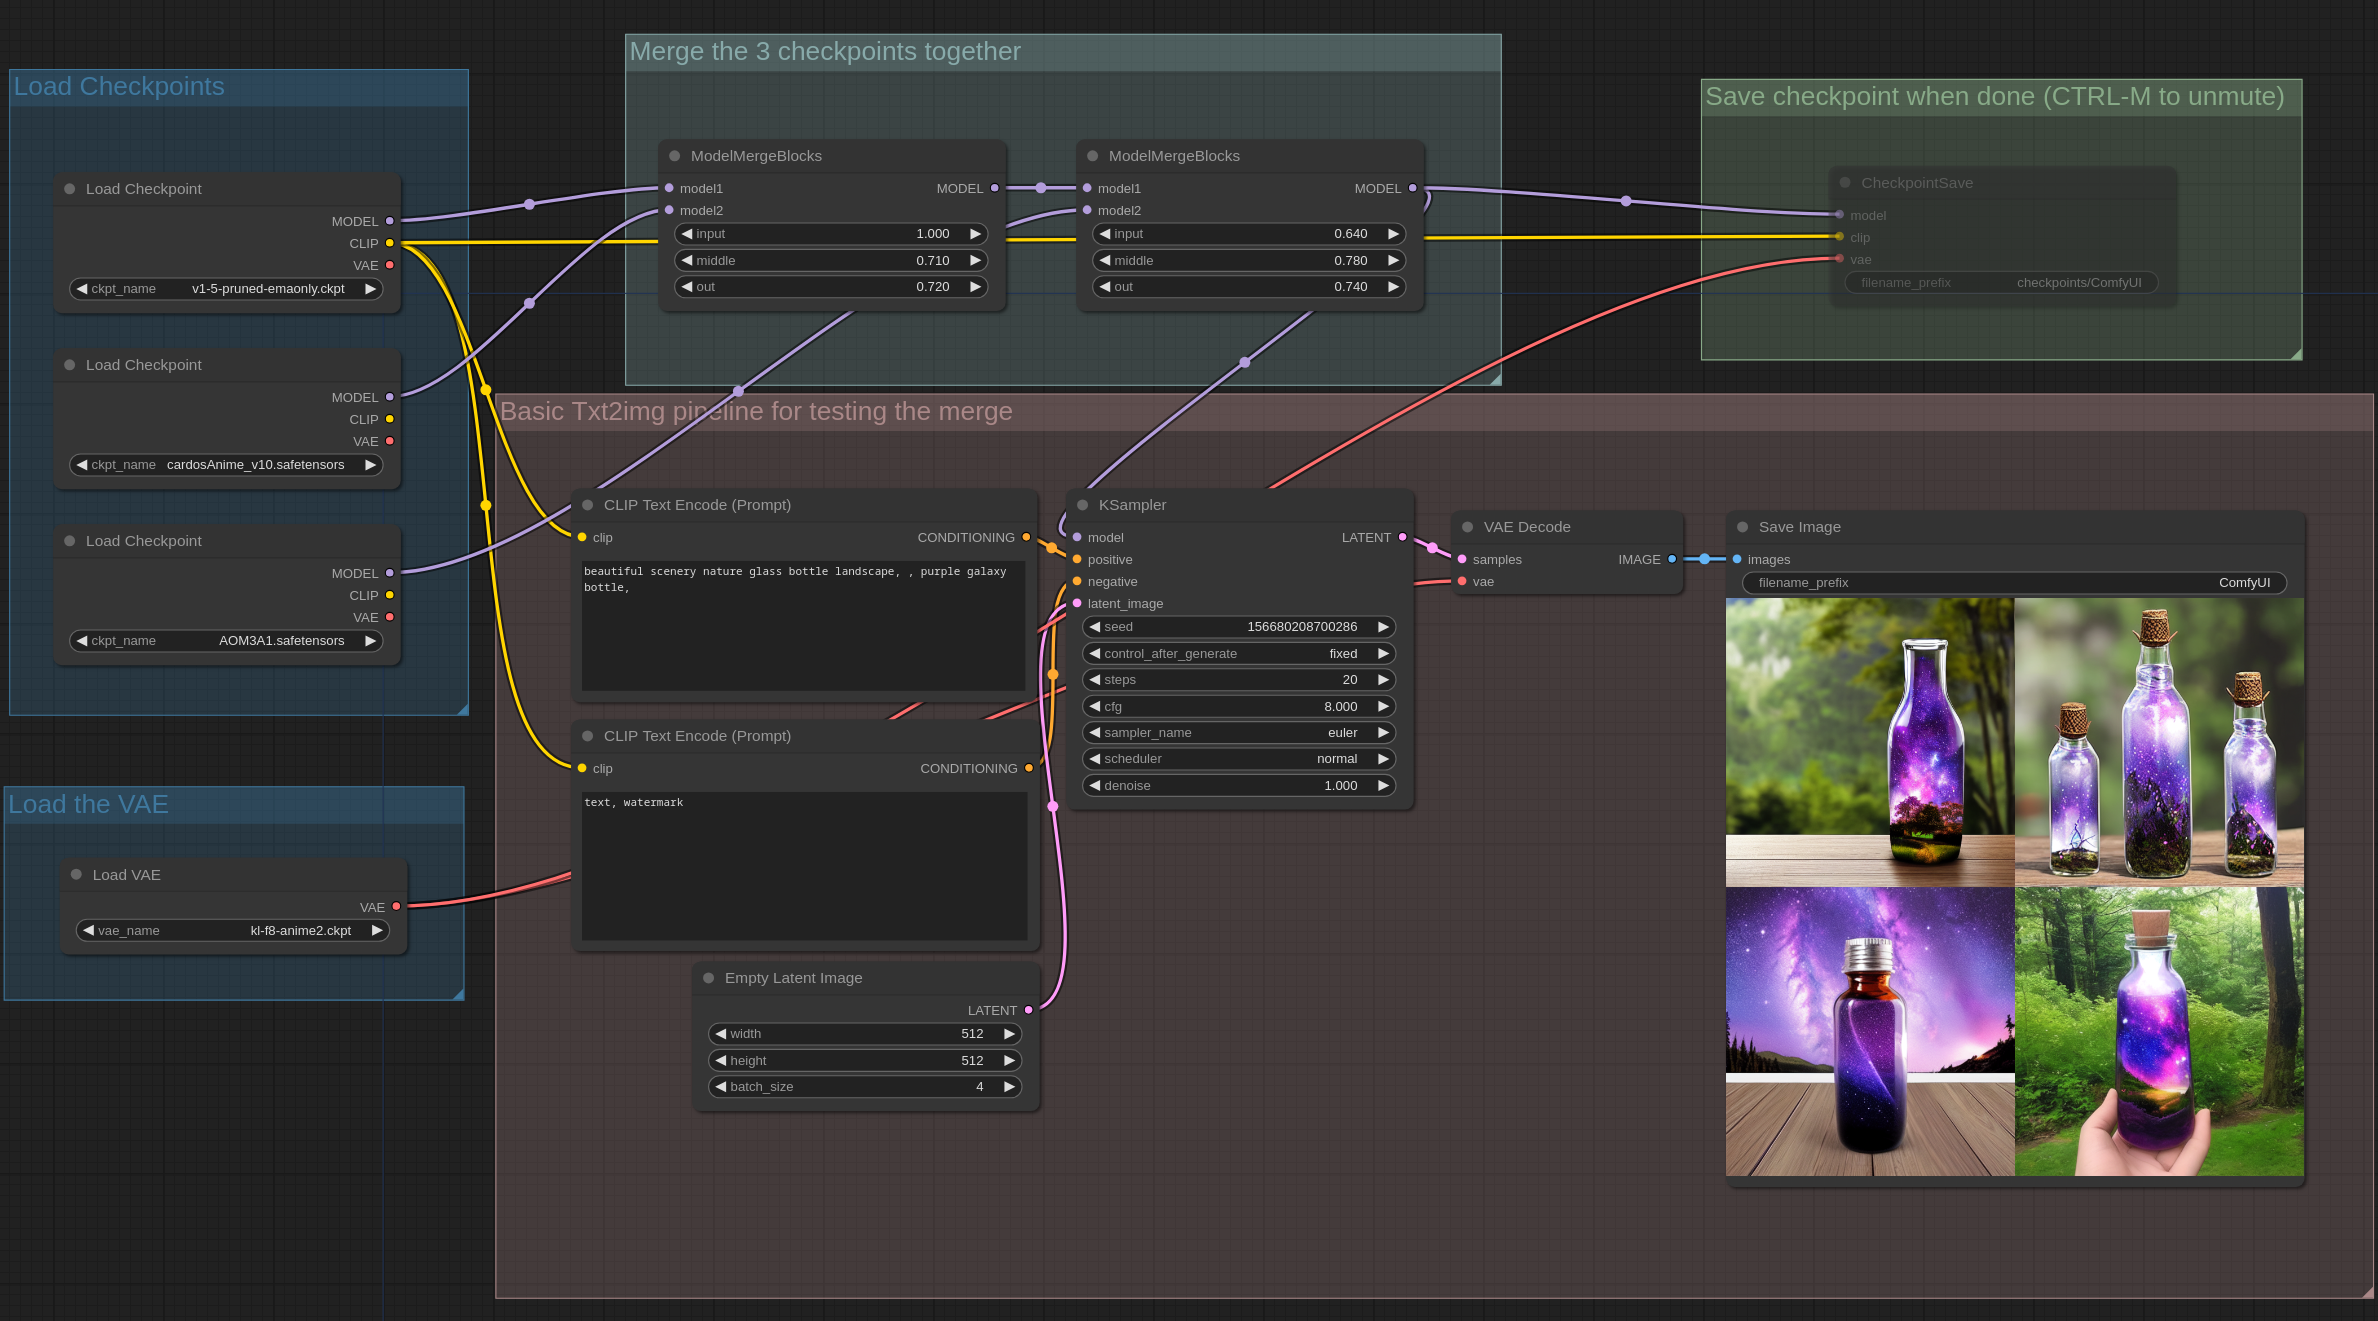 Load Checkpoints
Load Checkpoint
MODEL
CLIP
VAE
ckpt_name v1-5-pruned-emaonly.ckpt
Load Checkpoint
MODEL
CLIP
VAE
ckpt_name cardosAnime_v10.safetensors
Load Checkpoint
MODEL
CLIP
VAE
ckpt_name AOM3A1.safetensors
Load the VAE
Load VAE
VAE
vae_name kl-f8-anime2.ckpt
Merge the 3 checkpoints together
ModelMergeBlocks
model1 MODEL
model2
input 1.000
middle 0.710
out 0.720
ModelMergeBlocks
model1 MODEL
model2
input 0.640
middle 0.780
out 0.740
Save checkpoint when done (CTRL-M to unmute)
CheckpointSave
model
clip
vae
filename_prefix checkpoints/ComfyUI
Basic Txt2img pipeline for testing the merge
CLIP Text Encode (Prompt)
clip CONDITIONING
beautiful scenery nature glass bottle landscape, , purple galaxy
bottle,
CLIP Text Encode (Prompt)
clip CONDITIONING
text, watermark
Empty Latent Image
LATENT
width 512
height 512
batch_size 4
KSampler
model LATENT
positive
negative
latent_image
seed 156680208700286
control_after_generate fixed
steps 20
cfg 8.000
sampler_name euler
scheduler normal
denoise 1.000
VAE Decode
samples IMAGE
vae
Save Image
images
filename_prefix ComfyUI